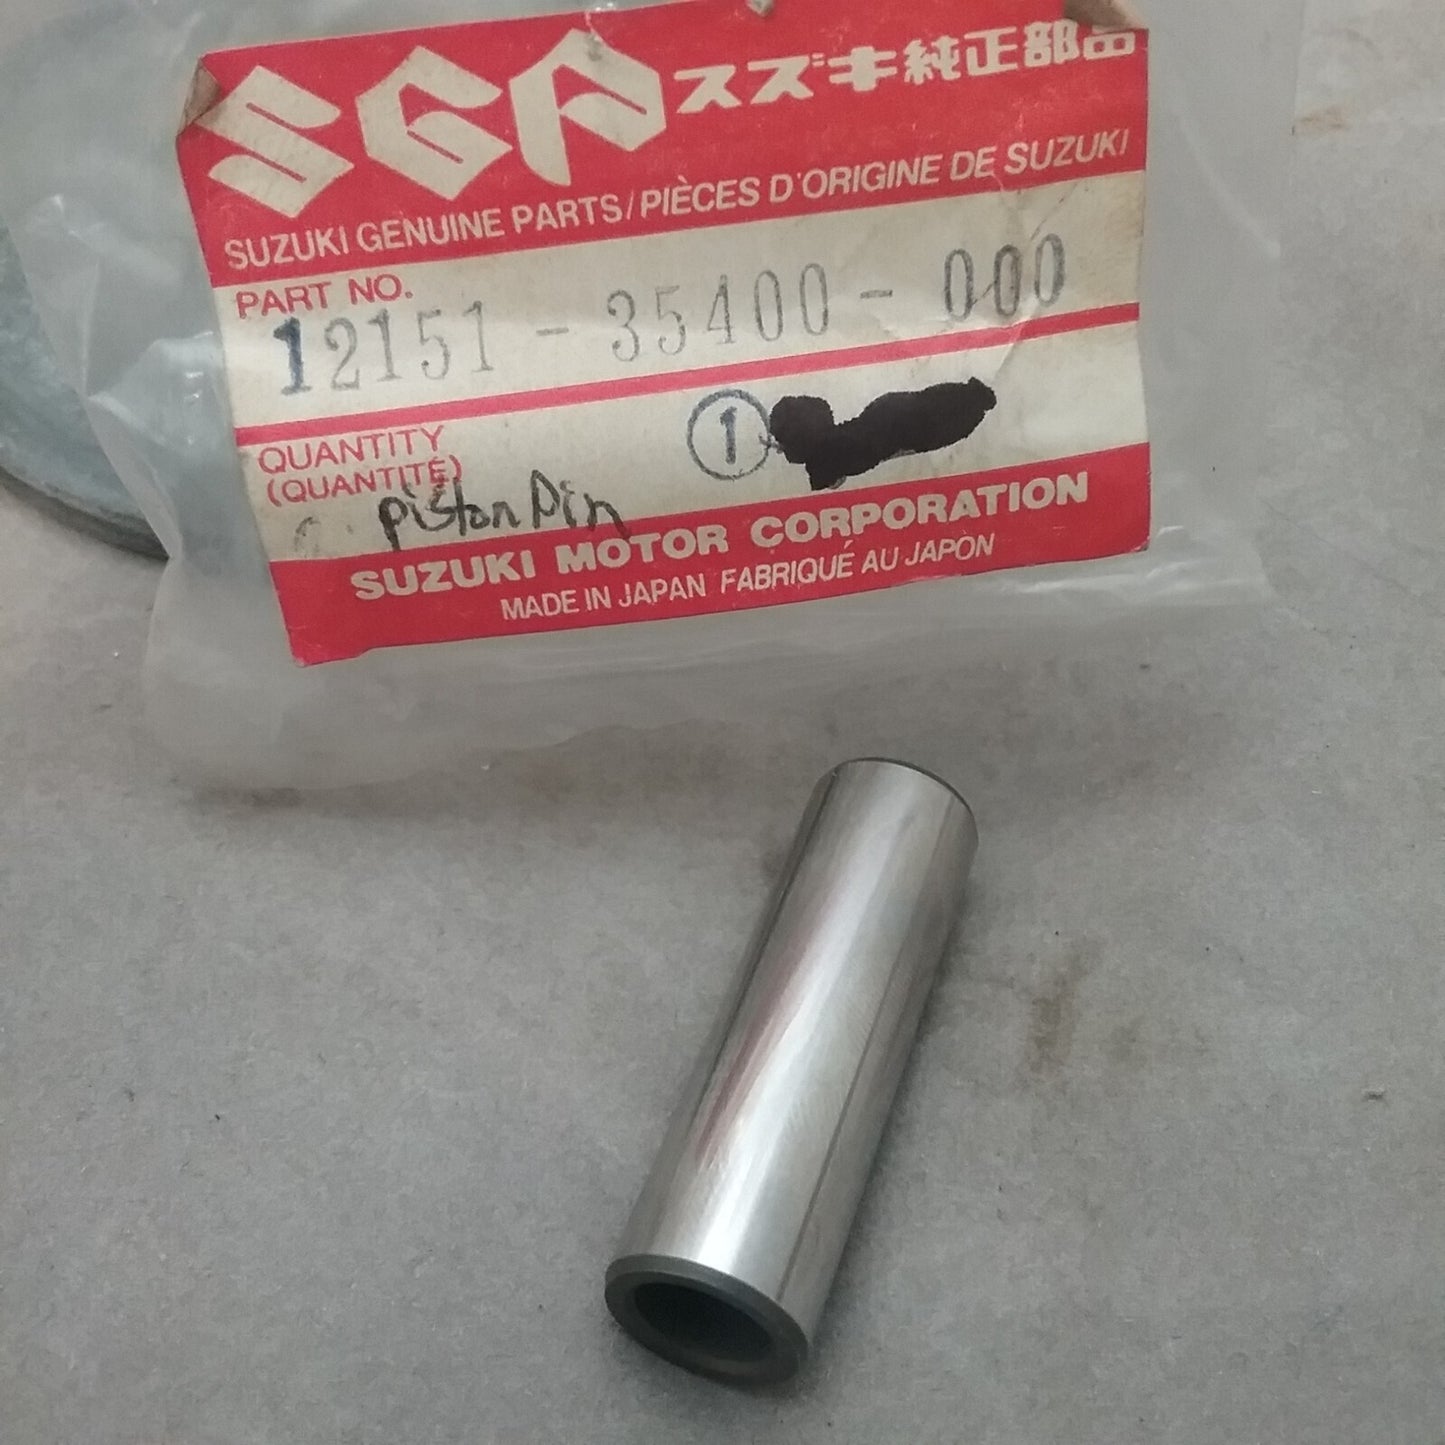 SGP スズキ純正部品
SUZUKI GENUINE PARTS/PIÈCES D'ORIGINE DE SUZUKI
PART NO.
12151 - 35400 - 000
QUANTITY
(QUANTITÉ)
1
piston Pin
SUZUKI MOTOR CORPORATION
MADE IN JAPAN FABRIQUÉ AU JAPON